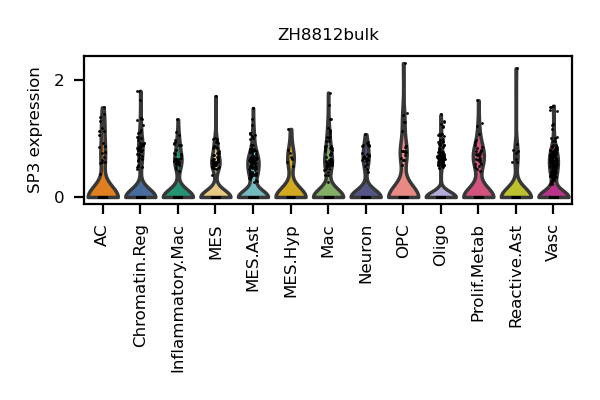 ZH8812bulk
SP3 expression
2
0
AC
Chromatin.Reg
Inflammatory.Mac
MES
MES.Ast
MES.Hyp
Mac
Neuron
OPC
Oligo
Prolif.Metab
Reactive.Ast
Vasc